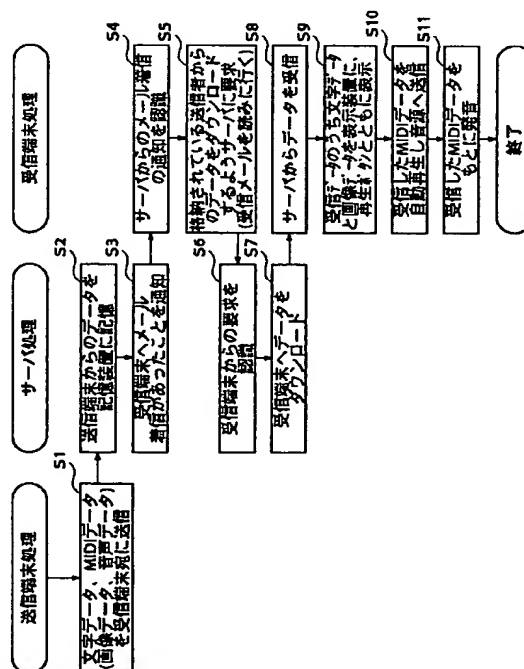 送信端末処理
S1
文字データ、MIDIデータ
(画像データ、音声データ)
を受信端末宛に送信
サーバ処理
S2
送信端末からのデータを
記憶装置に記憶
S3
受信端末へメール
着信があったことを通知
S6
受信端末からの要求を
認識
S7
受信端末へデータを
ダウンロード
受信端末処理
S4
サーバからのメール着信
の通知を認識
S5
格納されている送信者から
のデータをダウンロード
するようサーバに要求
(受信メールを読みに行く)
S8
サーバからデータを受信
S9
受信データのうち文字データ
と画像データを表示装置に、
再生ボタンとともに表示
S10
受信したMIDIデータを
自動再生し音源へ送信
S11
受信したMIDIデータを
もとに発音
終了